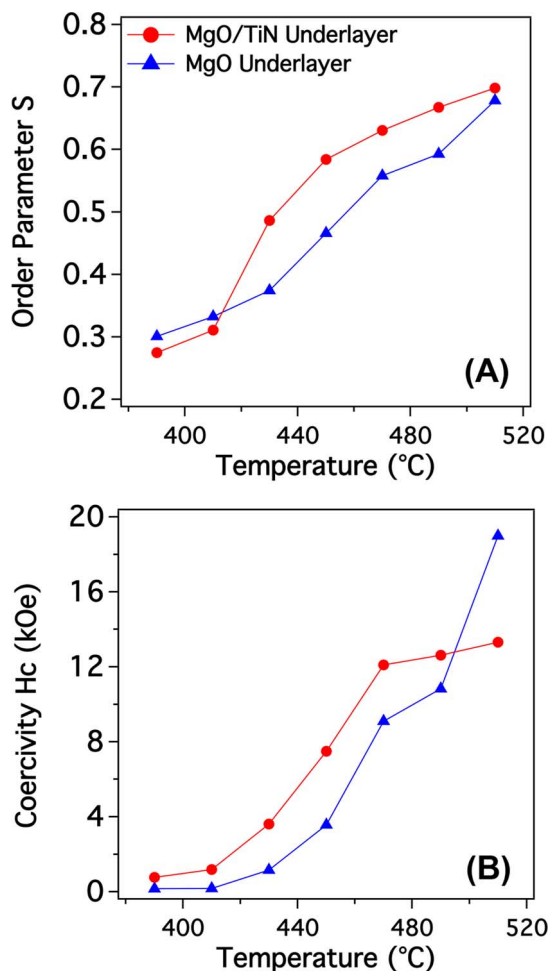 MgO/TiN Underlayer
MgO Underlayer
Order Parameter S
0.8
0.7
0.6
0.5
0.4
0.3
0.2
(A)
400 440 480 520
Temperature (°C)
Coercivity Hc (kOe)
20
16
12
8
4
0
(B)
400 440 480 520
Temperature (°C)